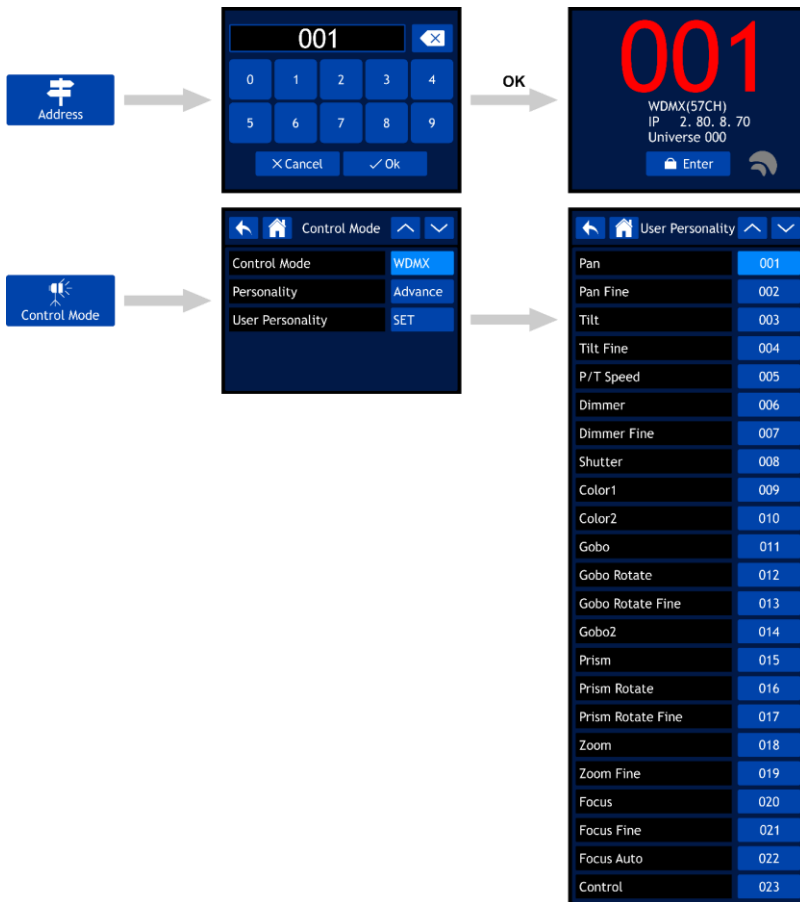 Address
001
0 1 2 3 4
5 6 7 8 9
Cancel Ok
OK
001
WDMX(57CH)
IP 2. 80. 8. 70
Universe 000
Enter
Control Mode
Control Mode
Control Mode WDMX
Personality Advance
User Personality SET
User Personality
Pan 001
Pan Fine 002
Tilt 003
Tilt Fine 004
P/T Speed 005
Dimmer 006
Dimmer Fine 007
Shutter 008
Color1 009
Color2 010
Gobo 011
Gobo Rotate 012
Gobo Rotate Fine 013
Gobo2 014
Prism 015
Prism Rotate 016
Prism Rotate Fine 017
Zoom 018
Zoom Fine 019
Focus 020
Focus Fine 021
Focus Auto 022
Control 023